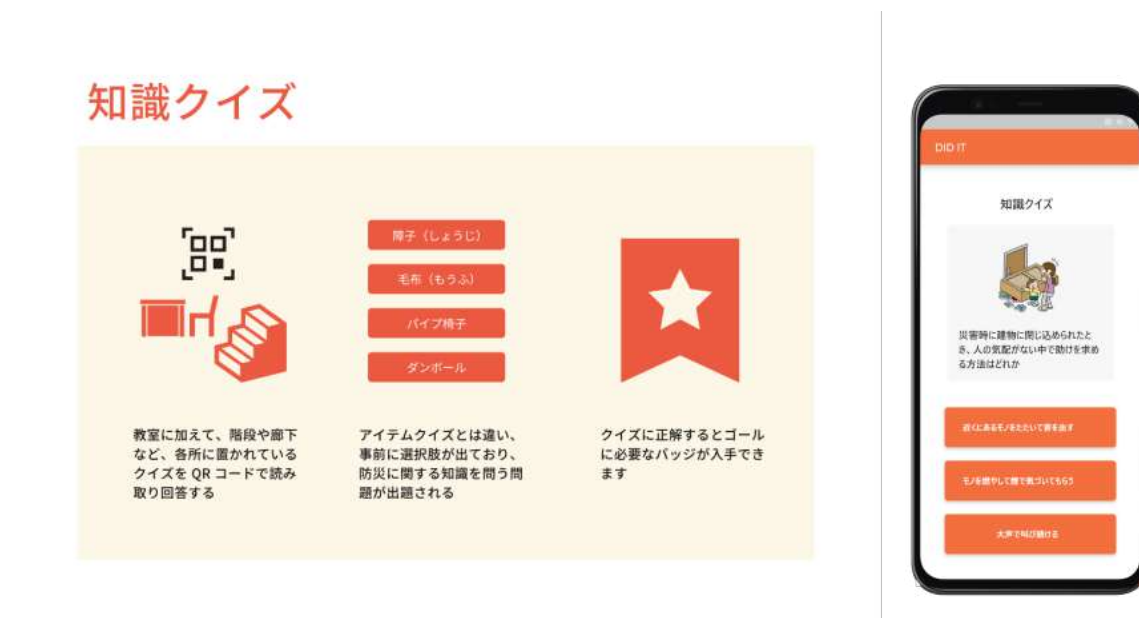 知識クイズ
障子（しょうじ）
毛布（もうふ）
パイプ椅子
ダンボール
教室に加えて、階段や廊下
など、各所に置かれている
クイズを QR コードで読み
取り回答する
アイテムクイズとは違い、
事前に選択肢が出ており、
防災に関する知識を問う問
題が出題される
クイズに正解するとゴール
に必要なバッジが入手でき
ます
DID IT
知識クイズ
災害時に建物に閉じ込められたと
き、人の気配がない中で助けを求め
る方法はどれか
近くにあるモノをたたいて音を出す
モノを燃やして煙で気づいてもらう
大声で叫び続ける